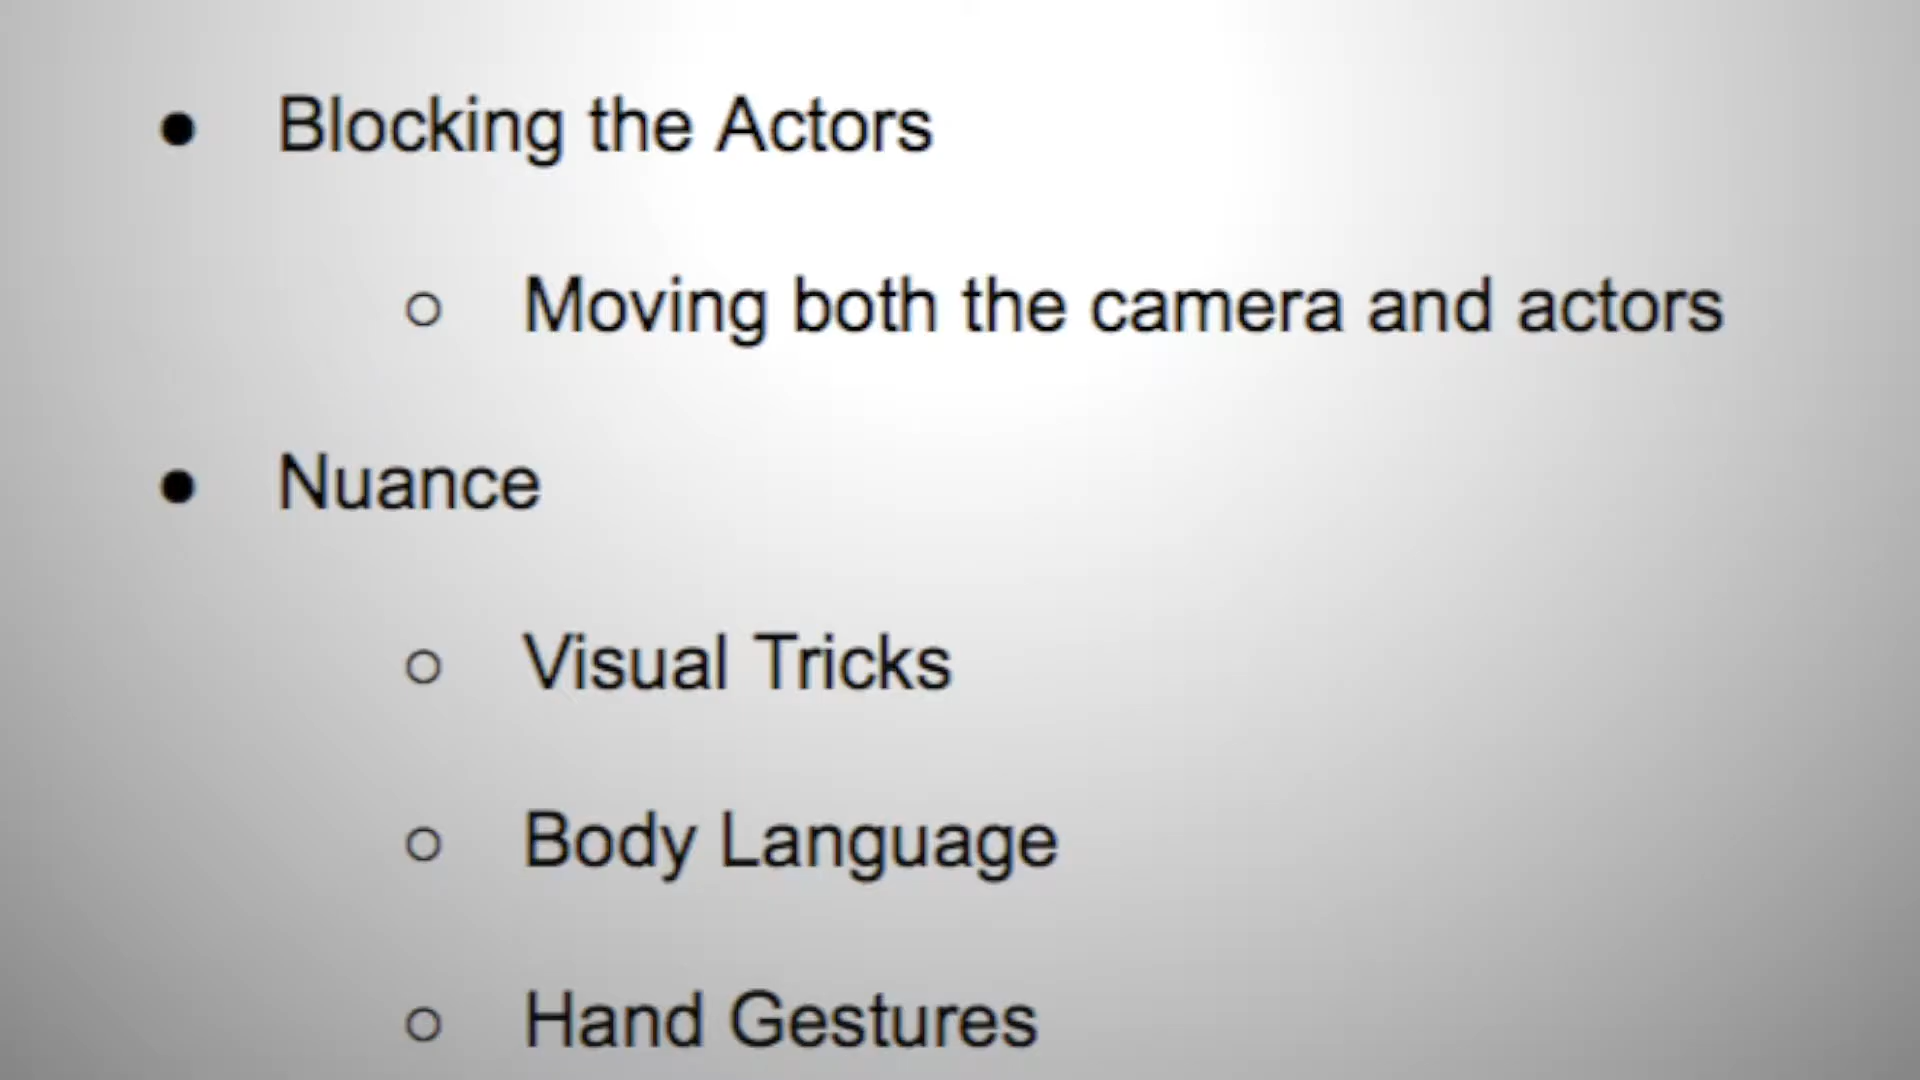 ● Blocking the Actors
○ Moving both the camera and actors
● Nuance
○ Visual Tricks
○ Body Language
○ Hand Gestures